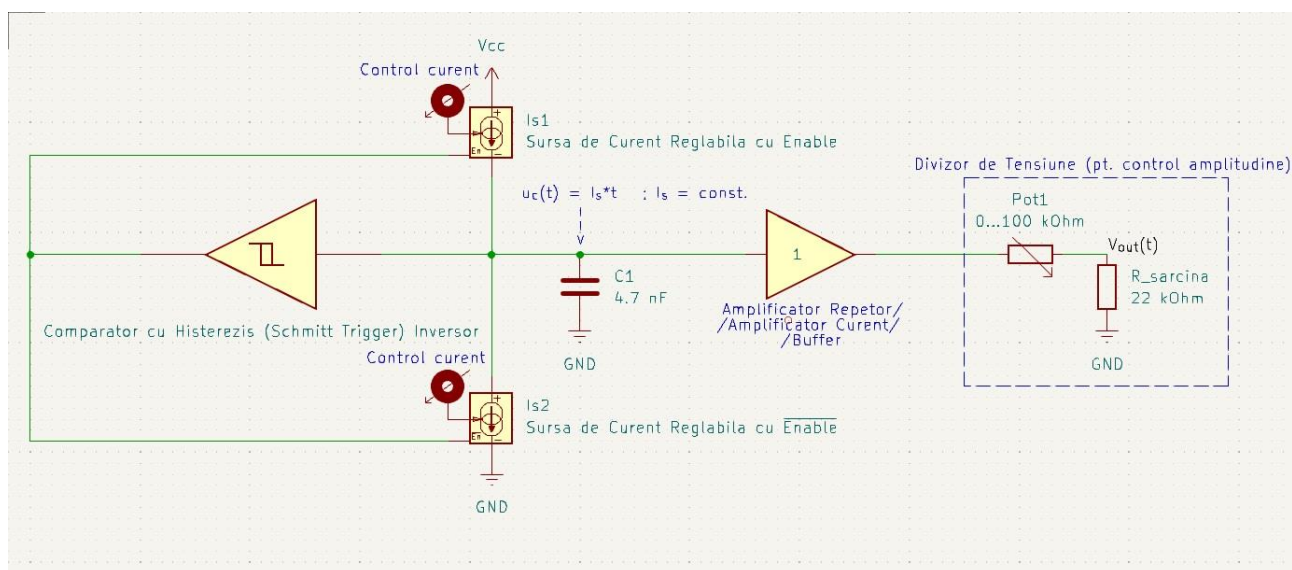 Vcc
Control curent
+
Is1
Sursa de Curent Reglabila cu Enable
En
-
Divizor de Tensiune (pt. control amplitudine)
uc(t) = Is*t   ; Is = const.
Pot1
0...100 kOhm
Vout(t)
1
C1
4.7 nF
R_sarcina
22 kOhm
Comparator cu Histerezis (Schmitt Trigger) Inversor
Amplificator Repetor/
/Amplificator Curent/
/Buffer
GND
GND
Control curent
+
Is2
Sursa de Curent Reglabila cu Enable
En
-
GND